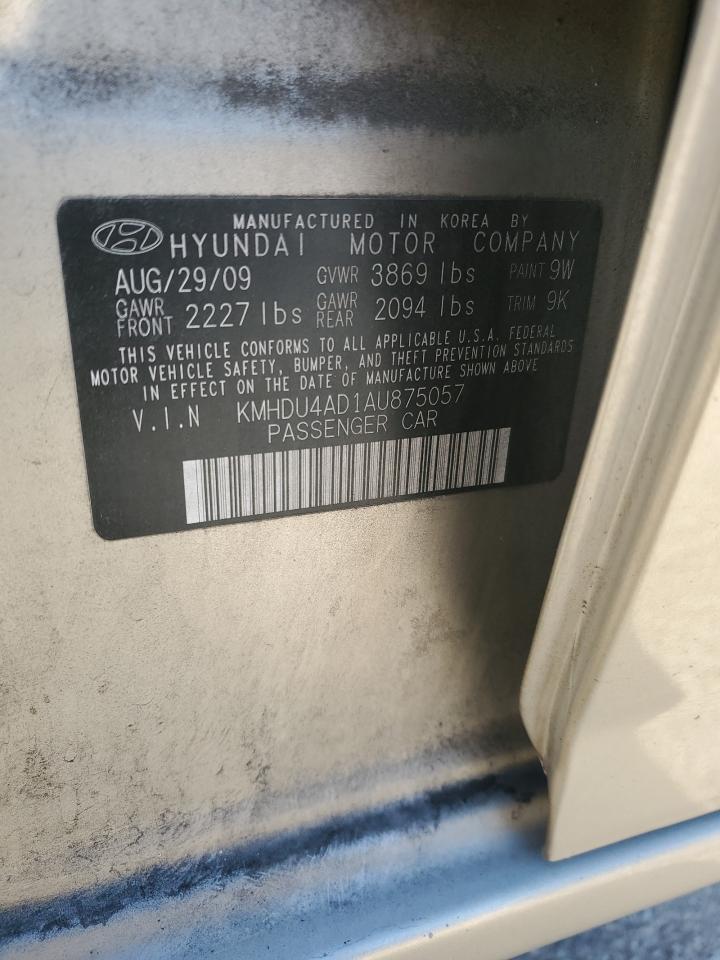 MANUFACTURED IN KOREA BY
HYUNDAI MOTOR COMPANY
AUG/29/09 GVWR 3869 lbs PAINT 9W
GAWR FRONT 2227 lbs GAWR REAR 2094 lbs TRIM 9K
THIS VEHICLE CONFORMS TO ALL APPLICABLE U.S.A. FEDERAL
MOTOR VEHICLE SAFETY, BUMPER, AND THEFT PREVENTION STANDARDS
IN EFFECT ON THE DATE OF MANUFACTURE SHOWN ABOVE
V.I.N KMHDU4AD1AU875057
PASSENGER CAR